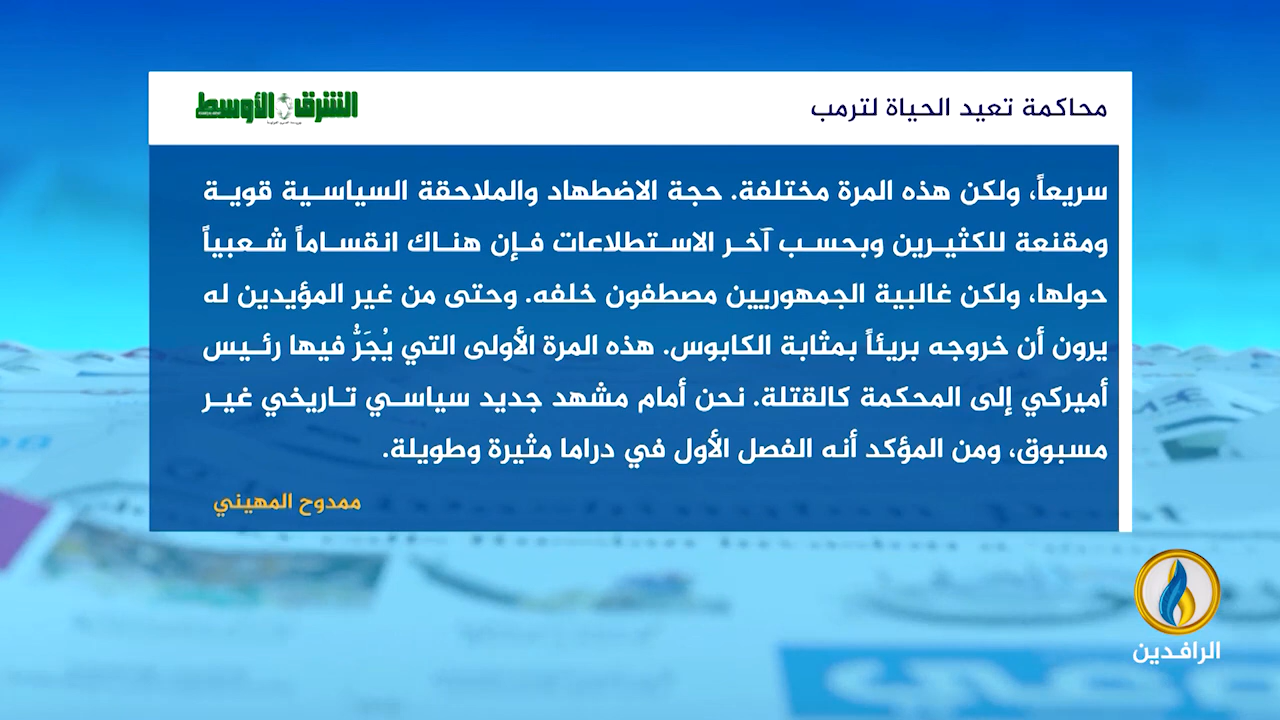 محاكمة تعيد الحياة لترمب
الشرق الأوسط
سريعاً، ولكن هذه المرة مختلفة. حجة الاضطهاد والملاحقة السياسية قوية
ومقنعة للكثيرين وبحسب آخر الاستطلاعات فإن هناك انقساماً شعبياً
حولها، ولكن غالبية الجمهوريين مصطفون خلفه. وحتى من غير المؤيدين له
يرون أن خروجه بريئاً بمثابة الكابوس. هذه المرة الأولى التي يُجَرُّ فيها رئيس
أميركي إلى المحكمة كالقتلة. نحن أمام مشهد جديد سياسي تاريخي غير
مسبوق، ومن المؤكد أنه الفصل الأول في دراما مثيرة وطويلة.
ممدوح المهيني
الرافدين